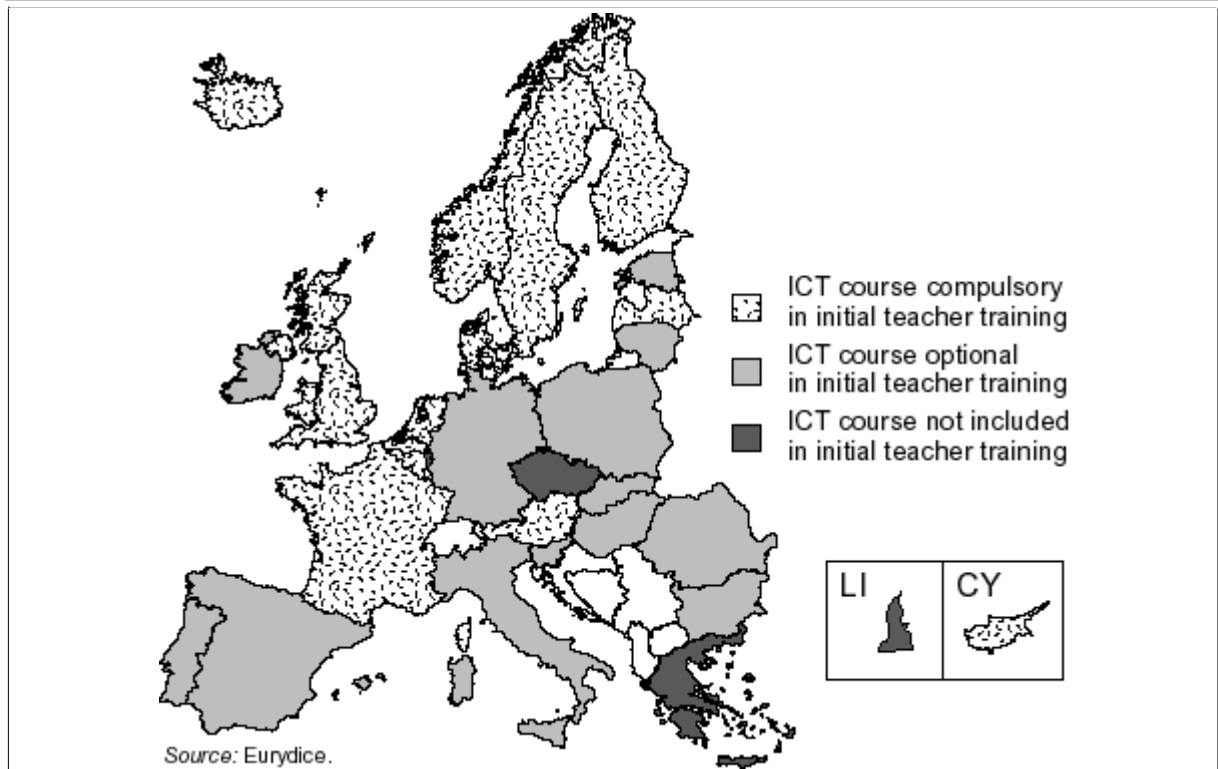 ICT course compulsory
in initial teacher training
ICT course optional
in initial teacher training
ICT course not included
in initial teacher training
LI
CY
Source: Eurydice.